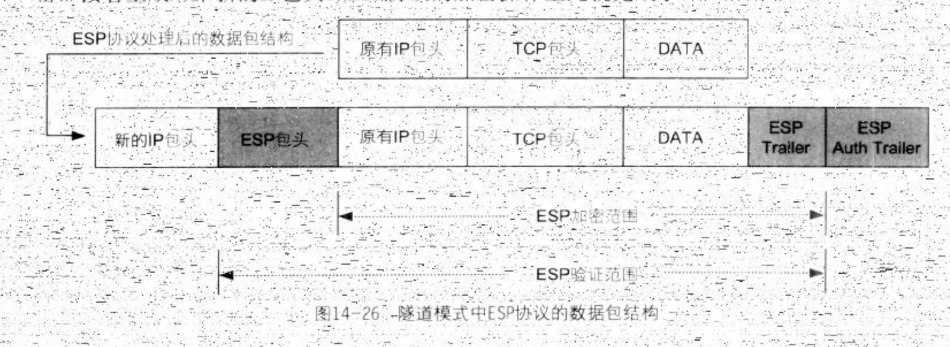 ESP协议处理后的数据包结构
原有IP包头 TCP包头 DATA
新的IP包头 ESP包头 原有IP包头 TCP包头 DATA ESP Trailer ESP Auth Trailer
ESP加密范围
ESP验证范围
图14-26 隧道模式中ESP协议的数据包结构